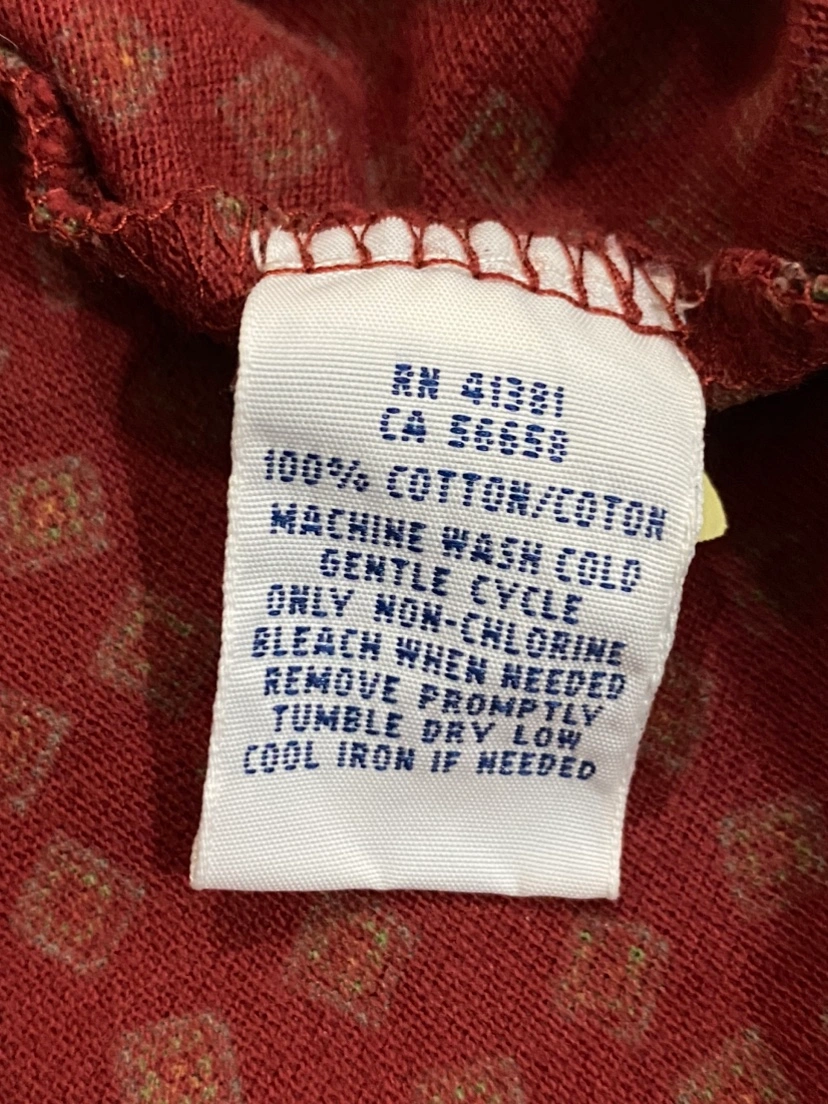 RN 41381
CA 56658
100% COTTON/COTON
MACHINE WASH COLD
GENTLE CYCLE
ONLY NON-CHLORINE
BLEACH WHEN NEEDED
REMOVE PROMPTLY
TUMBLE DRY LOW
COOL IRON IF NEEDED